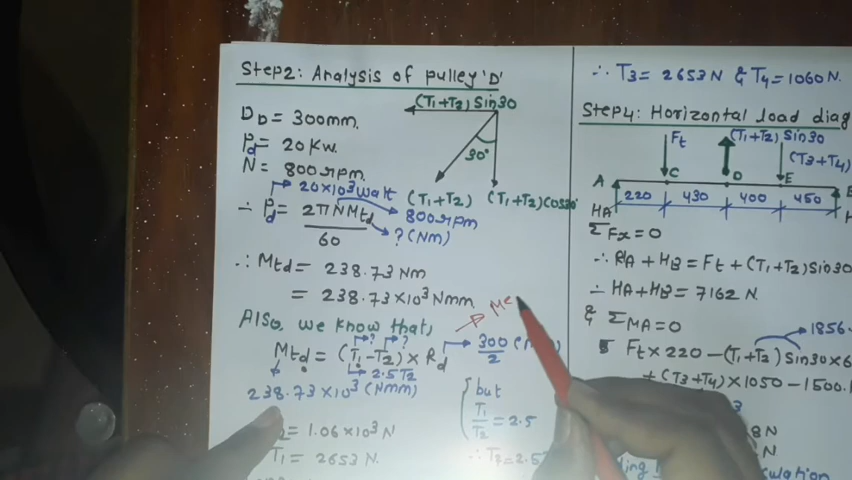 Step2: Analysis of pulley 'D'
(T1+T2) Sin30
DD = 300mm.
Pd = 20 Kw.
N = 800 rpm.
30°
20×10³ Watt
(T1+T2)
(T1+T2)Cos30
∴ Pd = 2πNMtd / 60
800rpm
? (Nm)
∴ Mtd = 238.73 Nm
= 238.73×10³ Nmm
Also, we know that,
? ?
Mtd = (T1-T2) × Rd
300/2
2.5T2
238.73×10³ (Nmm)
{ but
T1/T2 = 2.5
= 1.06×10³ N
T1 = 2653 N.
∴ T3 = 2653 N & T4 = 1060 N.
Step4: Horizontal load diag
Ft
(T1+T2) Sin30
(T3+T4)
A
C
D
E
220
430
400
450
HA
ΣFx = 0
∴ RA + HB = Ft + (T1+T2) Sin30
∴ HA + HB = 7162 N
& ΣMA = 0
1856.
Ft × 220 - (T1+T2) Sin30 × 6
+ (T3+T4) × 1050 - 1500.